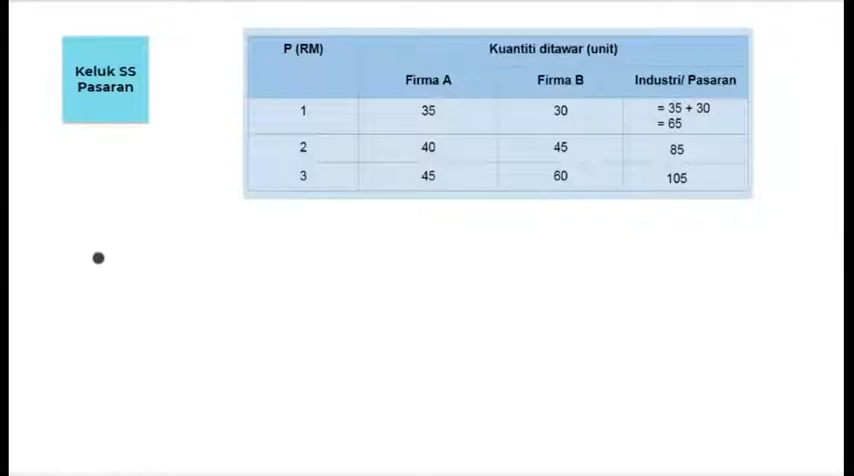 Keluk SS
Pasaran
P (RM) Kuantiti ditawar (unit)
Firma A Firma B Industri/ Pasaran
1 35 30 = 35 + 30
= 65
2 40 45 85
3 45 60 105